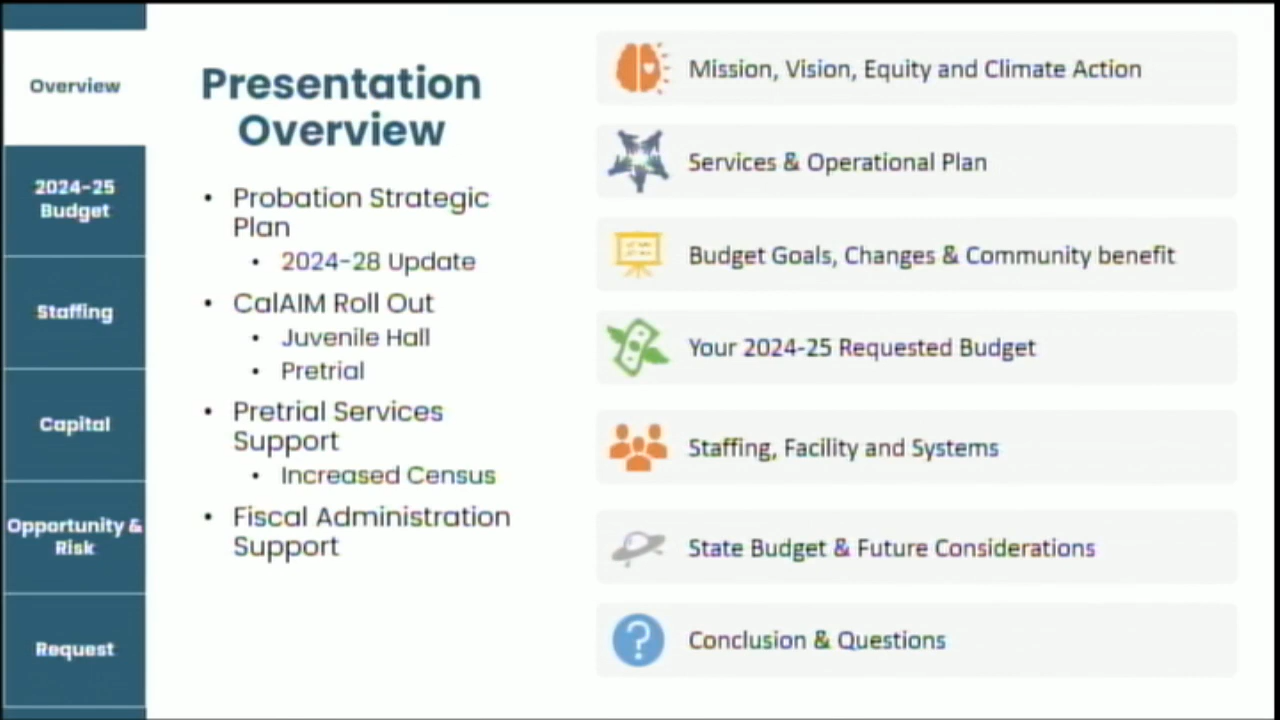 Overview
2024-25
Budget
Staffing
Capital
Opportunity &
Risk
Request
Presentation
Overview
• Probation Strategic
Plan
• 2024-28 Update
• CalAIM Roll Out
• Juvenile Hall
• Pretrial
• Pretrial Services
Support
• Increased Census
• Fiscal Administration
Support
Mission, Vision, Equity and Climate Action
Services & Operational Plan
Budget Goals, Changes & Community benefit
Your 2024-25 Requested Budget
Staffing, Facility and Systems
State Budget & Future Considerations
?
Conclusion & Questions